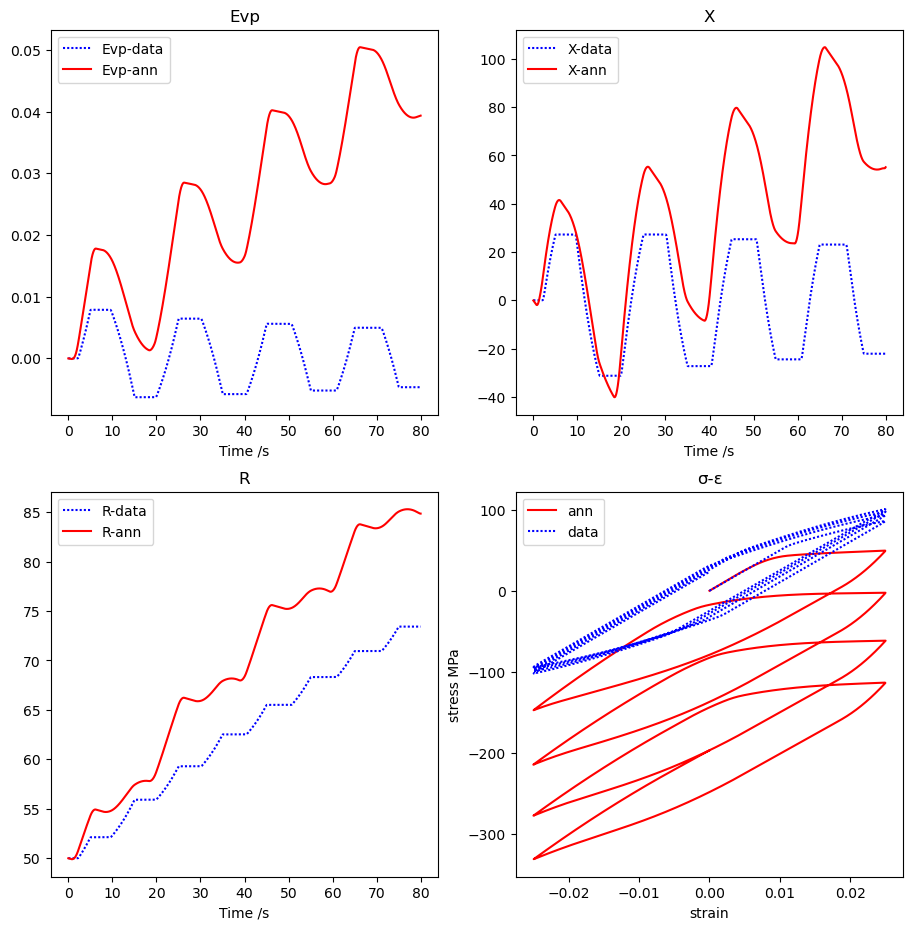 Evp
Evp-data
Evp-ann
0.05
0.04
0.03
0.02
0.01
0.00
0 10 20 30 40 50 60 70 80
Time /s
X
X-data
X-ann
100
80
60
40
20
0
−20
−40
0 10 20 30 40 50 60 70 80
Time /s
R
R-data
R-ann
85
80
75
70
65
60
55
50
0 10 20 30 40 50 60 70 80
Time /s
σ-ε
ann
data
100
0
−100
−200
−300
stress MPa
−0.02 −0.01 0.00 0.01 0.02
strain